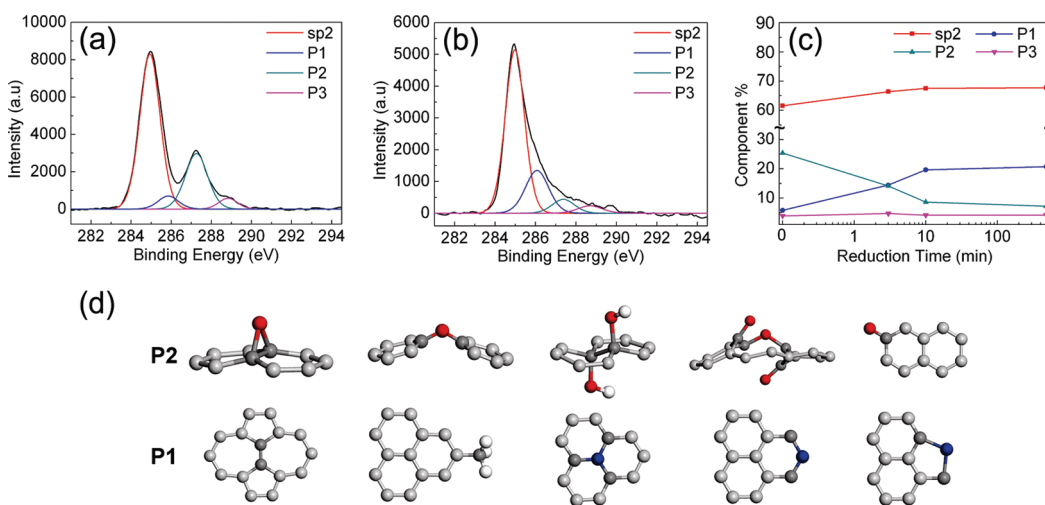 (a)
10000
8000
6000
4000
2000
0
Intensity (a.u)
282 284 286 288 290 292 294
Binding Energy (eV)
sp2
P1
P2
P3
(b)
6000
5000
4000
3000
2000
1000
0
Intensity (a.u)
282 284 286 288 290 292 294
Binding Energy (eV)
sp2
P1
P2
P3
(c)
100
90
80
70
60
~
30
20
10
Component %
0 1 10 100
Reduction Time (min)
sp2 P1
P2 P3
(d)
P2
P1